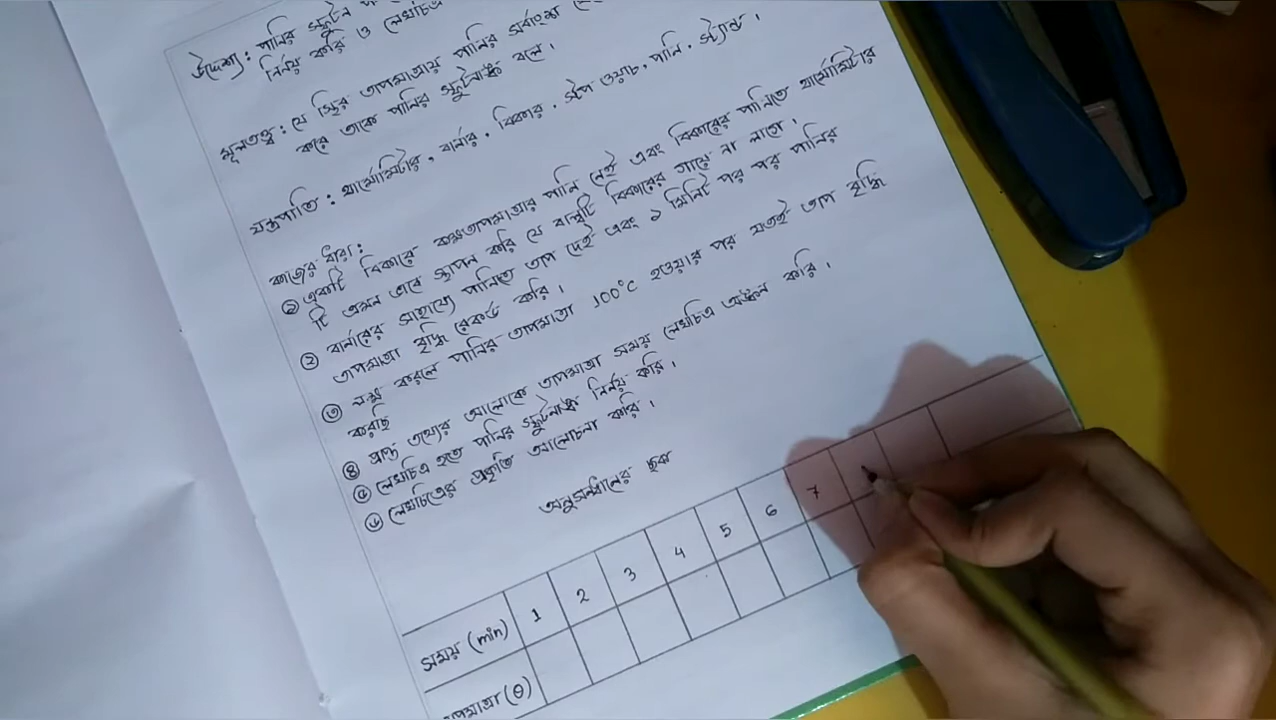 উদ্দেশ্য: পানির স্ফুটন
নির্ণয় করি ও লেখচিত্র
মূলতত্ত্ব: যে স্থির তাপমাত্রায় পানির সর্বাংশ
করে তাকে পানির স্ফুটনাঙ্ক বলে।
যন্ত্রপাতি: থার্মোমিটার, বার্নার, বিকার, স্টপ ওয়াচ, পানি, স্ট্যান্ড।
কাজের ধারা:
① একটি বিকারে কক্ষতাপমাত্রার পানি নেই এবং বিকারের পানিতে থার্মোমিটার
টি এমন ভাবে স্থাপন করি যে বাল্বটি বিকারের গায়ে না লাগে।
② বার্নারের সাহায্যে পানিতে তাপ দেই এবং ১ মিনিট পর পর পানির
তাপমাত্রা বৃদ্ধি রেকর্ড করি।
③ লক্ষ্য করলে পানির তাপমাত্রা 100°C হওয়ার পর যতই তাপ বৃদ্ধি
করছি
④ প্রাপ্ত তথ্যের আলোকে তাপমাত্রা সময় লেখচিত্র অঙ্কন করি।
⑤ লেখচিত্র হতে পানির স্ফুটনাঙ্ক নির্ণয় করি।
⑥ লেখচিত্রের প্রকৃতি আলোচনা করি।
অনুসন্ধানের ছক
সময় (min) 1 2 3 4 5 6 7
পমাত্রা (θ)